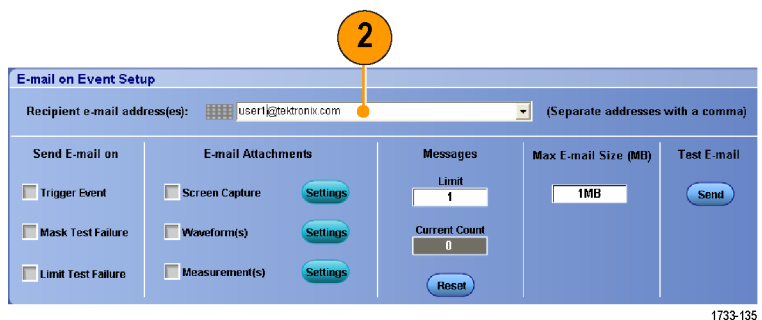 2
E-mail on Event Setup
Recipient e-mail address(es): user1@tektronix.com (Separate addresses with a comma)
Send E-mail on E-mail Attachments Messages Max E-mail Size (MB) Test E-mail
Limit
Trigger Event Screen Capture Settings 1 1MB Send
Mask Test Failure Waveform(s) Settings Current Count
0
Limit Test Failure Measurement(s) Settings Reset
1733-135